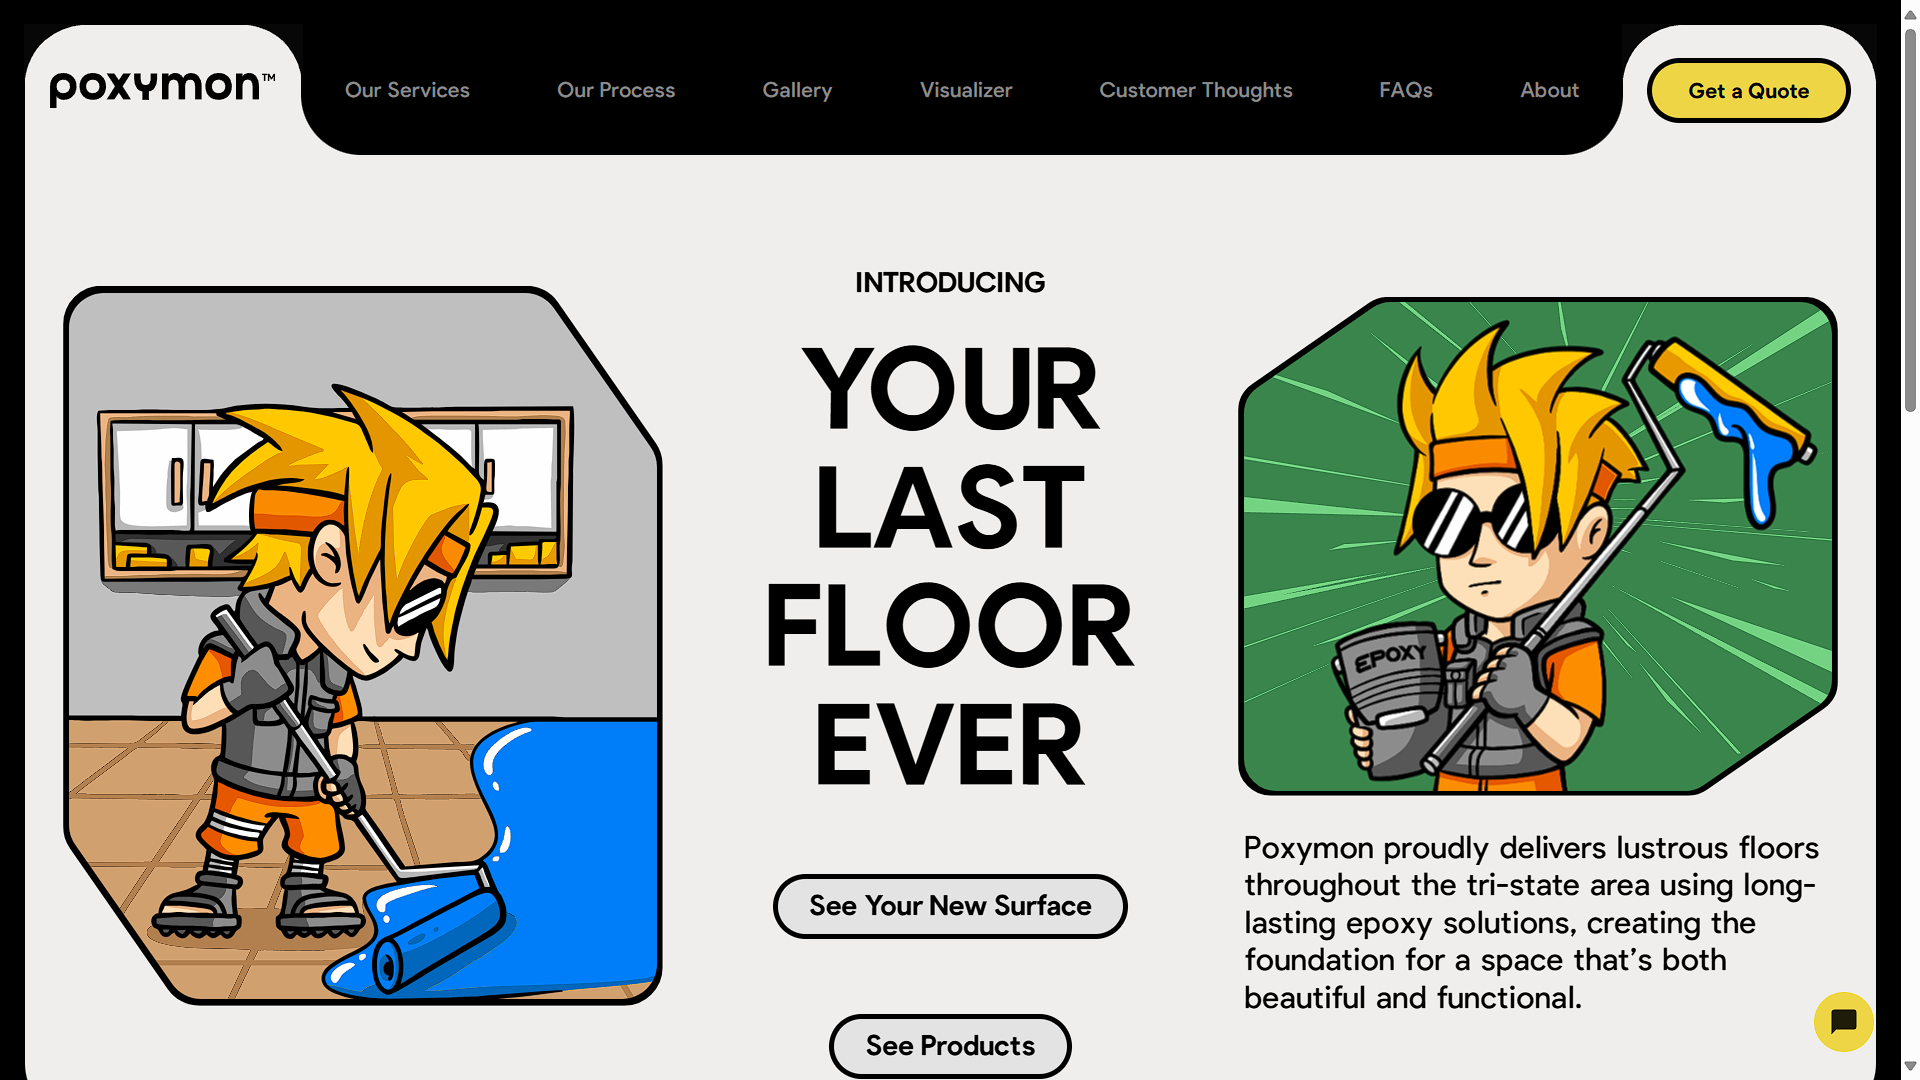 poxymon™
Our Services
Our Process
Gallery
Visualizer
Customer Thoughts
FAQs
About
Get a Quote
INTRODUCING
YOUR
LAST
FLOOR
EVER
See Your New Surface
See Products
EPOXY
Poxymon proudly delivers lustrous floors
throughout the tri-state area using long-
lasting epoxy solutions, creating the
foundation for a space that’s both
beautiful and functional.